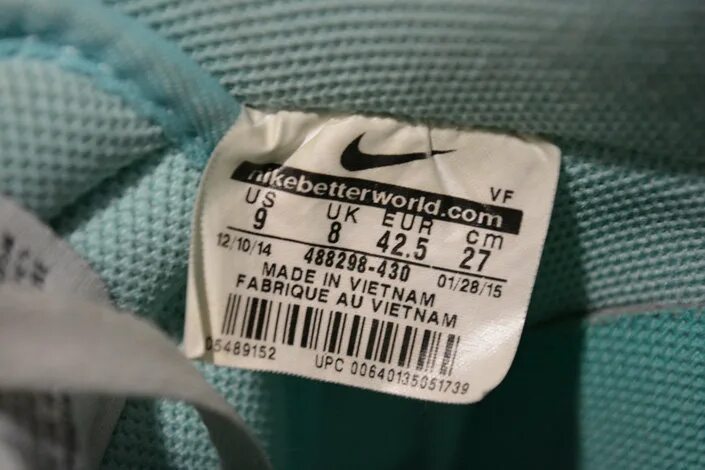 nikebetterworld.com
VF
US UK EUR cm
9 8 42.5 27
12/10/14 488298-430 01/28/15
MADE IN VIETNAM
FABRIQUE AU VIETNAM
05489152 UPC 00640135051739